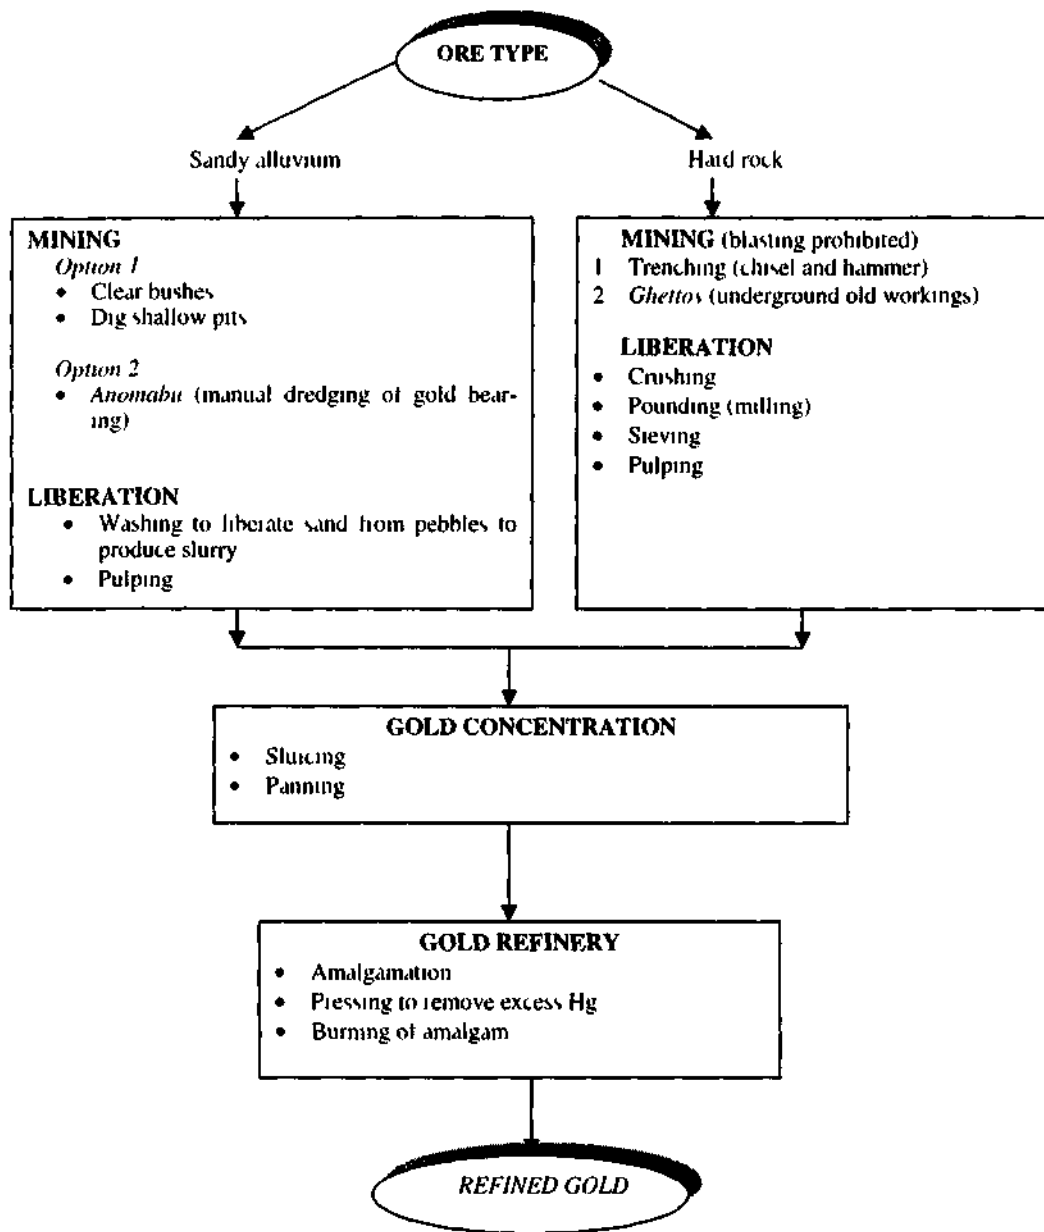 ORE TYPE
Sandy alluvium
Hard rock
MINING
Option 1
• Clear bushes
• Dig shallow pits
Option 2
• Anomabu (manual dredging of gold bear-
ing)
LIBERATION
• Washing to liberate sand from pebbles to
produce slurry
• Pulping
MINING (blasting prohibited)
1 Trenching (chisel and hammer)
2 Ghettos (underground old workings)
LIBERATION
• Crushing
• Pounding (milling)
• Sieving
• Pulping
GOLD CONCENTRATION
• Sluicing
• Panning
GOLD REFINERY
• Amalgamation
• Pressing to remove excess Hg
• Burning of amalgam
REFINED GOLD